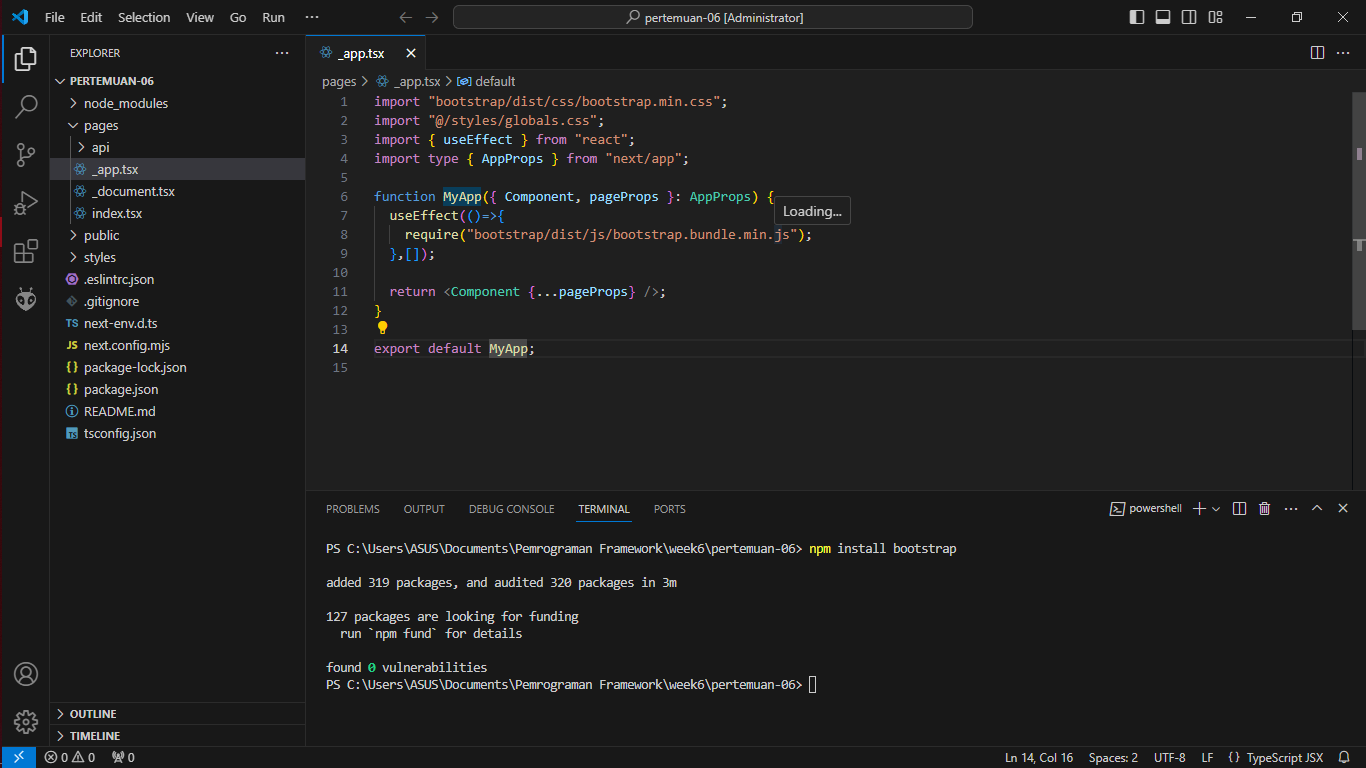 File Edit Selection View Go Run ··· pertemuan-06 [Administrator]
EXPLORER ···
PERTEMUAN-06
node_modules
pages
api
_app.tsx
_document.tsx
index.tsx
public
styles
.eslintrc.json
.gitignore
TS next-env.d.ts
JS next.config.mjs
{} package-lock.json
{} package.json
README.md
TS tsconfig.json
OUTLINE
TIMELINE
_app.tsx
pages > _app.tsx > default
1 import "bootstrap/dist/css/bootstrap.min.css";
2 import "@/styles/globals.css";
3 import { useEffect } from "react";
4 import type { AppProps } from "next/app";
5
6 function MyApp({ Component, pageProps }: AppProps) {
7 useEffect(()=>{
Loading...
8 require("bootstrap/dist/js/bootstrap.bundle.min.js");
9 },[]);
10
11 return <Component {...pageProps} />;
12 }
13
14 export default MyApp;
15
PROBLEMS OUTPUT DEBUG CONSOLE TERMINAL PORTS powershell
PS C:\Users\ASUS\Documents\Pemrograman Framework\week6\pertemuan-06> npm install bootstrap
added 319 packages, and audited 320 packages in 3m
127 packages are looking for funding
run `npm fund` for details
found 0 vulnerabilities
PS C:\Users\ASUS\Documents\Pemrograman Framework\week6\pertemuan-06>
0 0 0 Ln 14, Col 16 Spaces: 2 UTF-8 LF {} TypeScript JSX